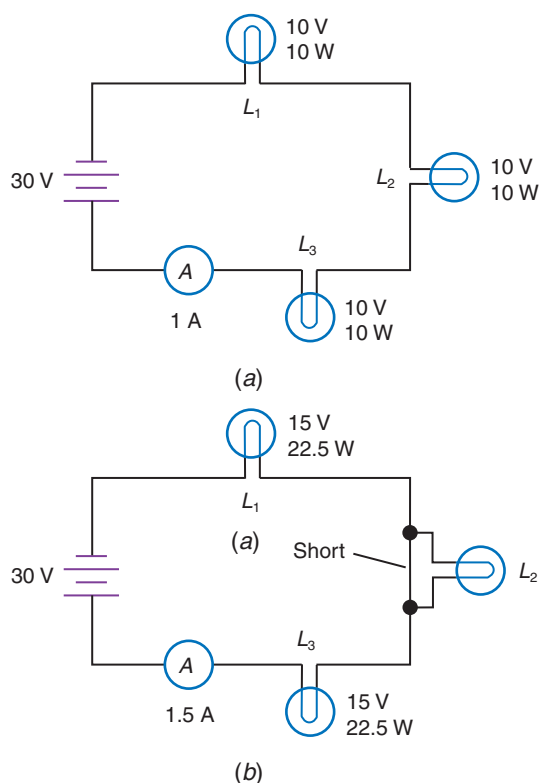 10 V
10 W
L₁
30 V
L₂
10 V
10 W
L₃
A
1 A
10 V
10 W
(a)
15 V
22.5 W
L₁
(a)
Short
30 V
L₂
L₃
A
1.5 A
15 V
22.5 W
(b)